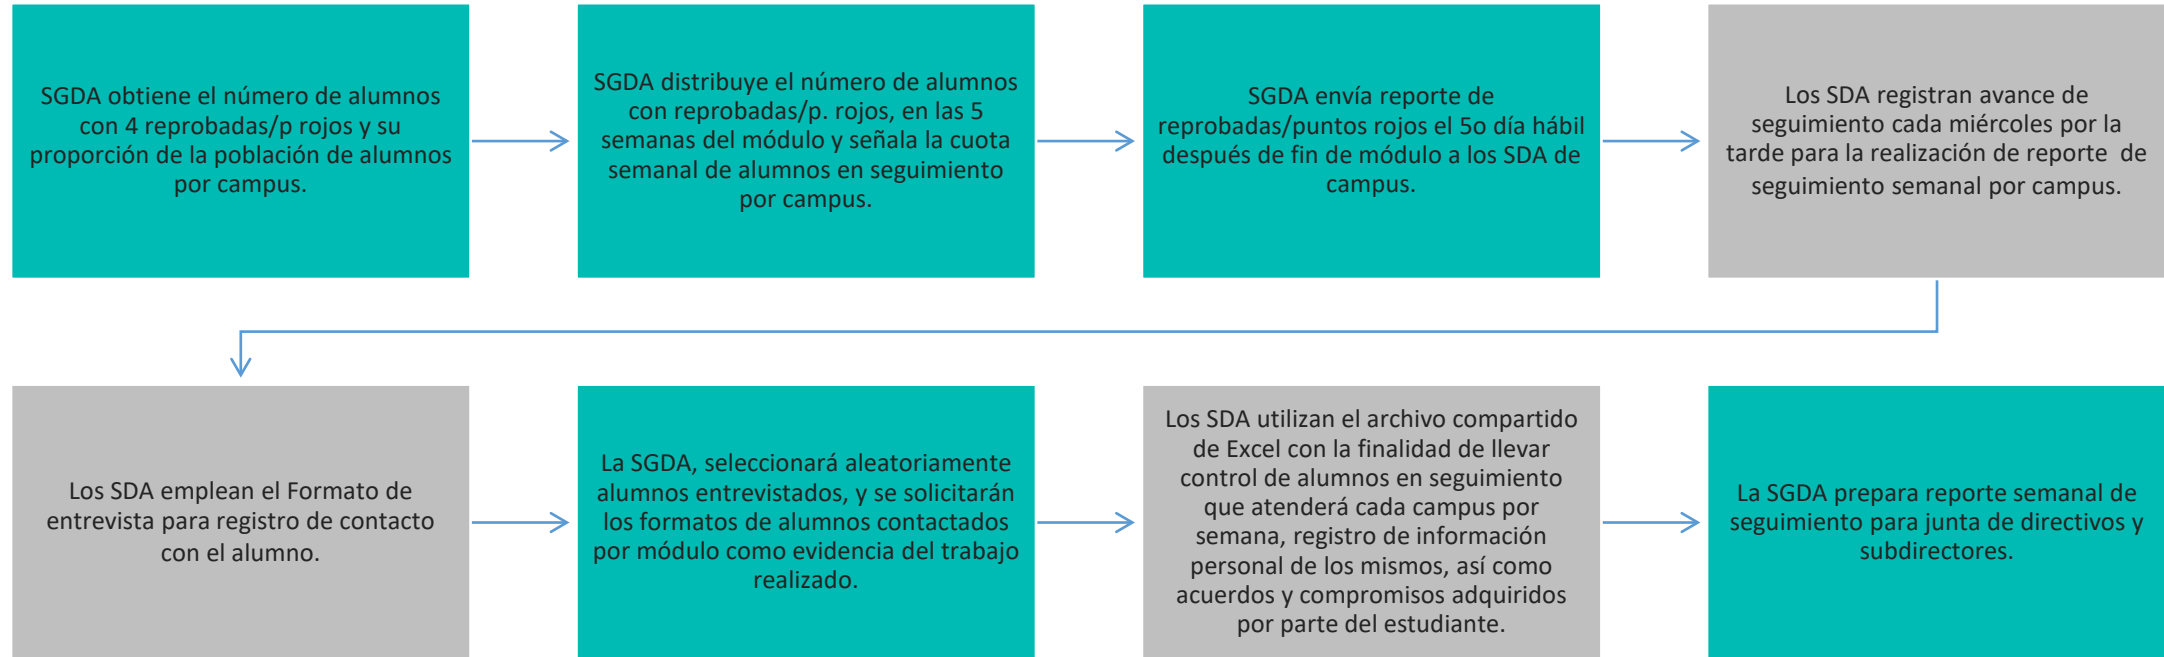 SGDA obtiene el número de alumnos
con 4 reprobadas/p rojos y su
proporción de la población de alumnos
por campus.
SGDA distribuye el número de alumnos
con reprobadas/p. rojos, en las 5
semanas del módulo y señala la cuota
semanal de alumnos en seguimiento
por campus.
SGDA envía reporte de
reprobadas/puntos rojos el 5o día hábil
después de fin de módulo a los SDA de
campus.
Los SDA registran avance de
seguimiento cada miércoles por la
tarde para la realización de reporte de
seguimiento semanal por campus.
Los SDA emplean el Formato de
entrevista para registro de contacto
con el alumno.
La SGDA, seleccionará aleatoriamente
alumnos entrevistados, y se solicitarán
los formatos de alumnos contactados
por módulo como evidencia del trabajo
realizado.
Los SDA utilizan el archivo compartido
de Excel con la finalidad de llevar
control de alumnos en seguimiento
que atenderá cada campus por
semana, registro de información
personal de los mismos, así como
acuerdos y compromisos adquiridos
por parte del estudiante.
La SGDA prepara reporte semanal de
seguimiento para junta de directivos y
subdirectores.